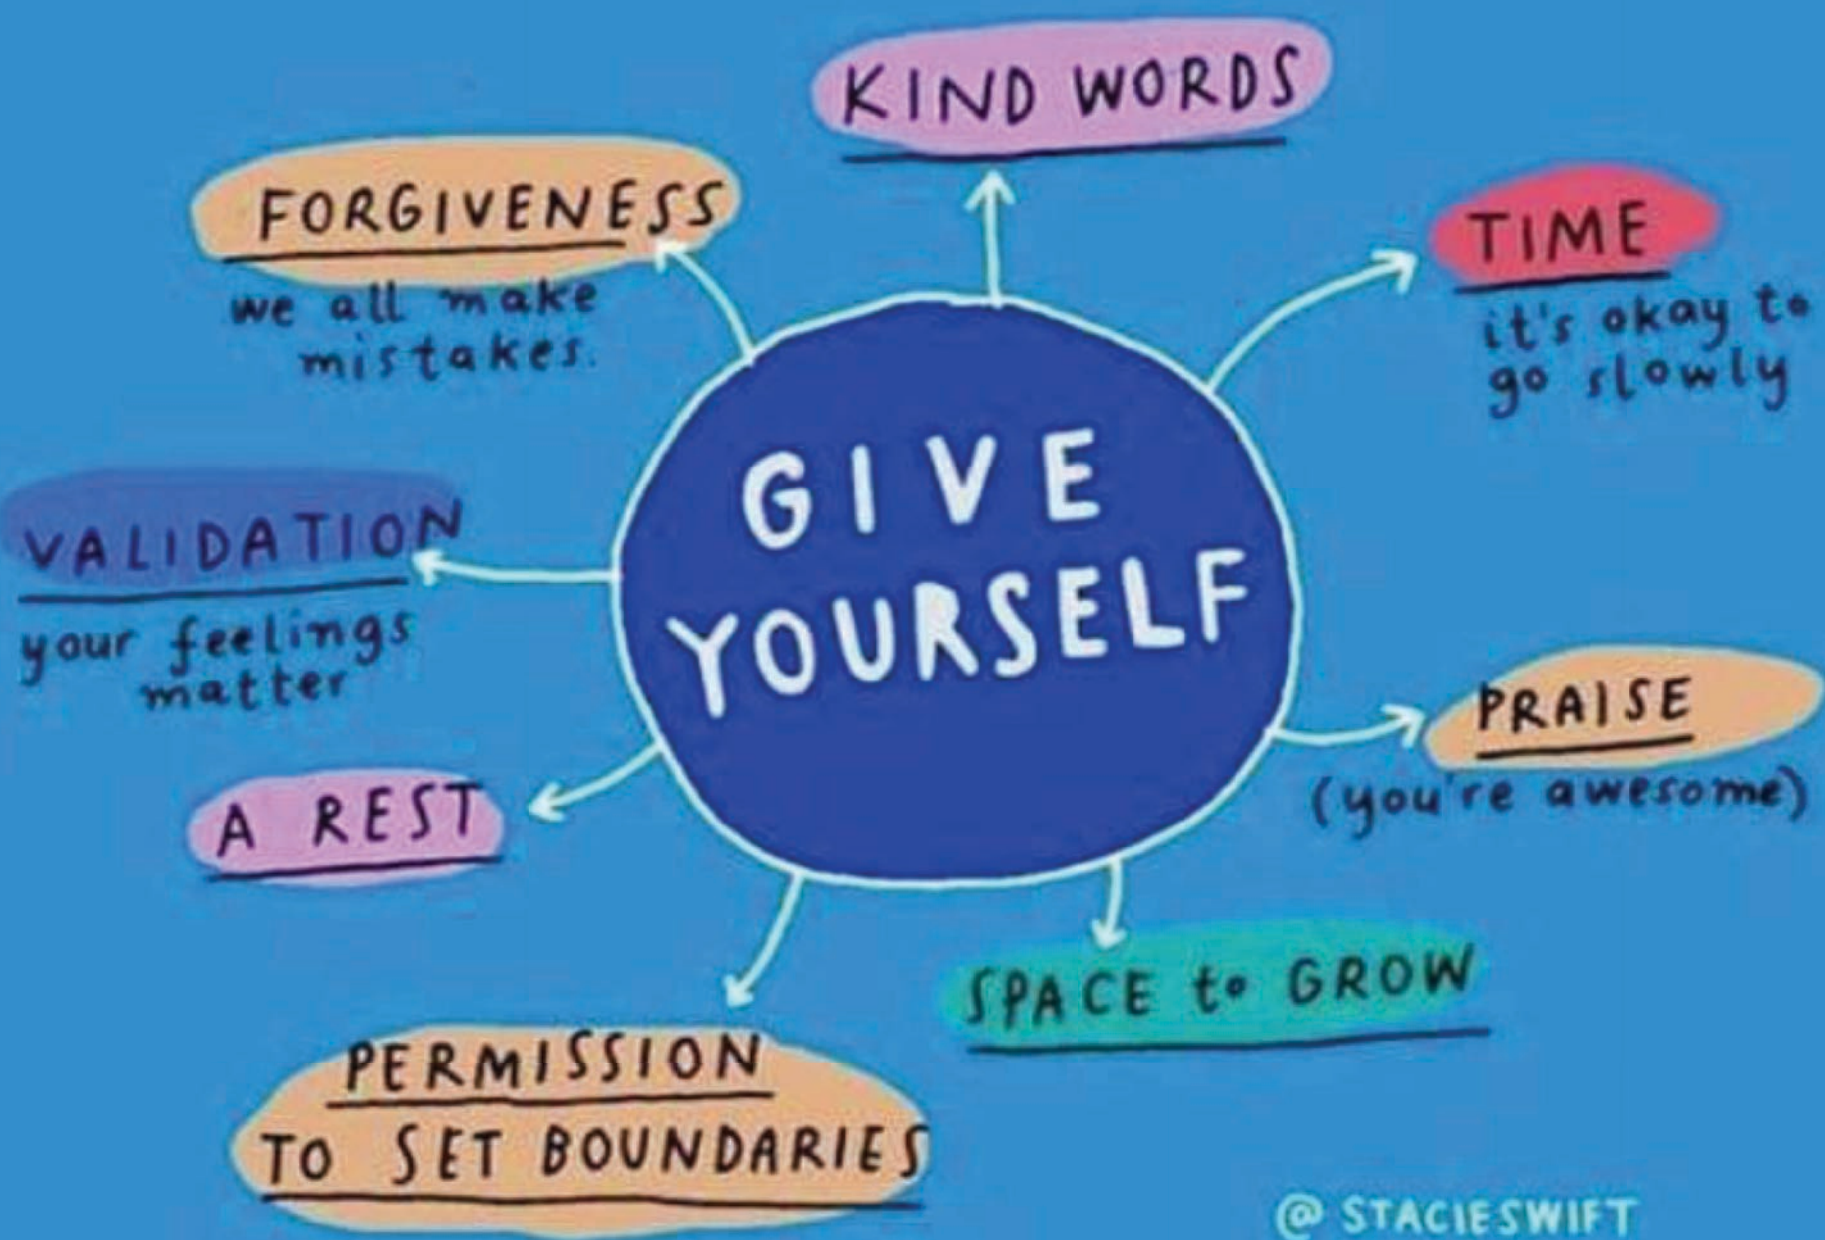 KIND WORDS
FORGIVENESS
we all make
mistakes.
TIME
it's okay to
go slowly
GIVE
YOURSELF
VALIDATION
your feelings
matter
PRAISE
(you're awesome)
A REST
SPACE to GROW
PERMISSION
TO SET BOUNDARIES
@STACIESWIFT